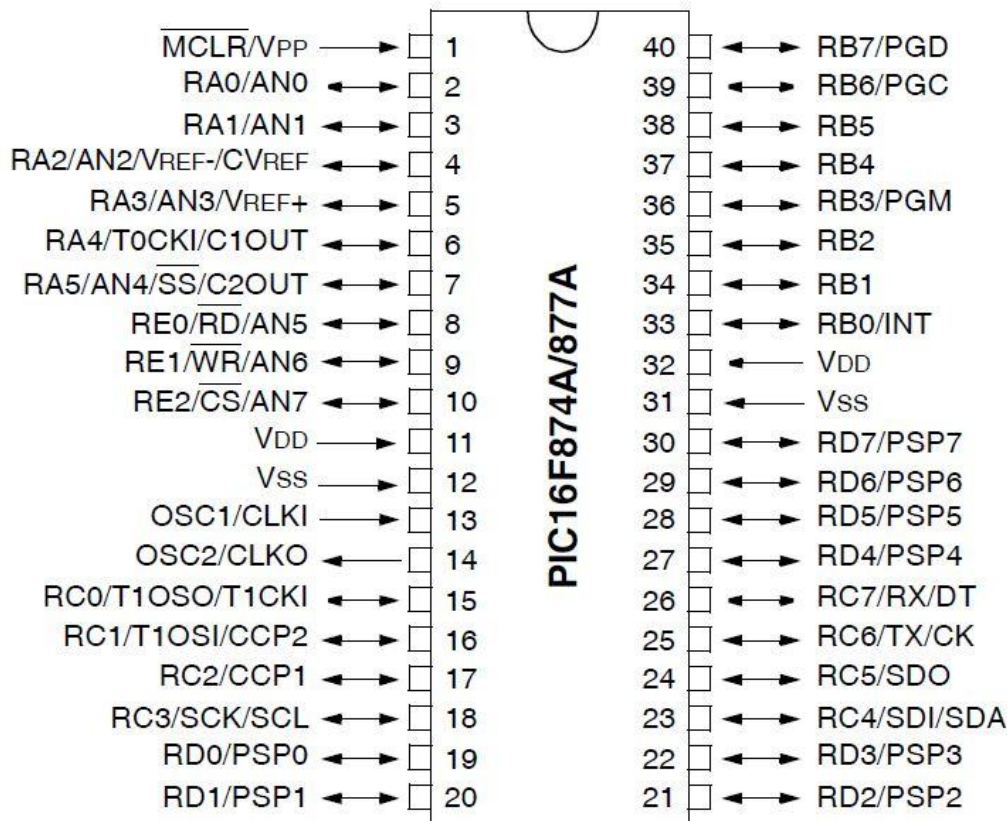 MCLR/VPP 1 40 RB7/PGD
RA0/AN0 2 39 RB6/PGC
RA1/AN1 3 38 RB5
RA2/AN2/VREF-/CVREF 4 37 RB4
RA3/AN3/VREF+ 5 36 RB3/PGM
RA4/T0CKI/C1OUT 6 35 RB2
RA5/AN4/SS/C2OUT 7 34 RB1
RE0/RD/AN5 8 33 RB0/INT
RE1/WR/AN6 9 32 VDD
RE2/CS/AN7 10 31 VSS
VDD 11 30 RD7/PSP7
VSS 12 29 RD6/PSP6
OSC1/CLKI 13 28 RD5/PSP5
OSC2/CLKO 14 27 RD4/PSP4
RC0/T1OSO/T1CKI 15 26 RC7/RX/DT
RC1/T1OSI/CCP2 16 25 RC6/TX/CK
RC2/CCP1 17 24 RC5/SDO
RC3/SCK/SCL 18 23 RC4/SDI/SDA
RD0/PSP0 19 22 RD3/PSP3
RD1/PSP1 20 21 RD2/PSP2
PIC16F874A/877A